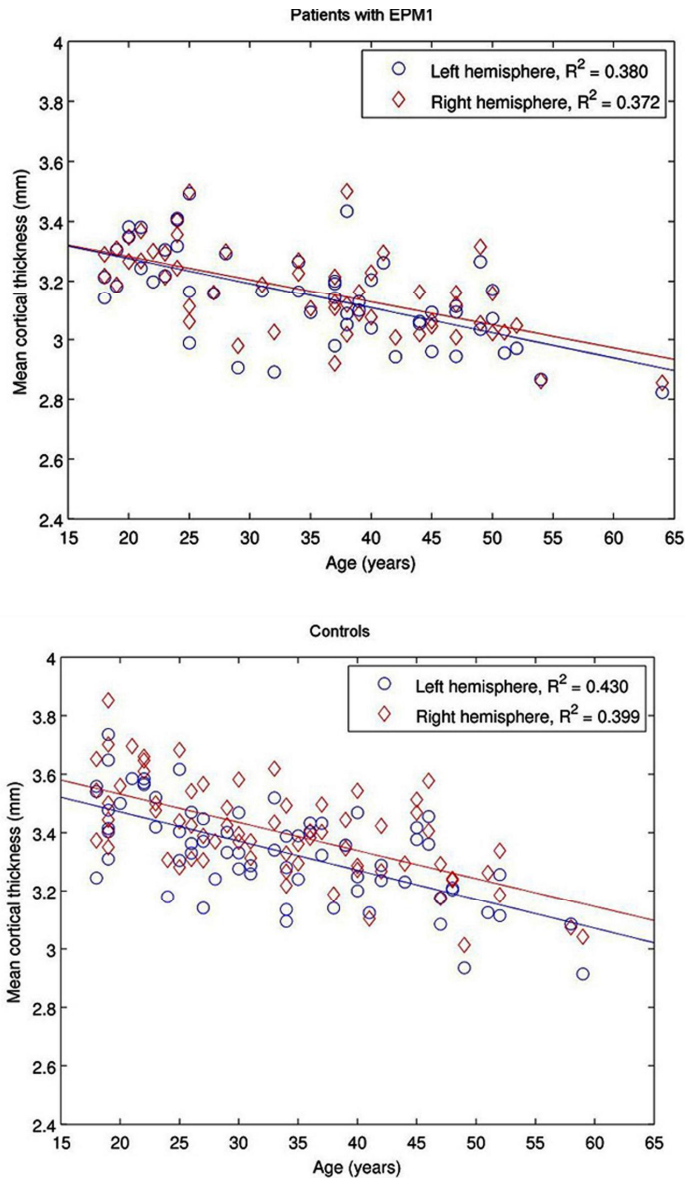 Patients with EPM1
4
3.8
3.6
3.4
3.2
3
2.8
2.6
2.4
Mean cortical thickness (mm)
Left hemisphere, R² = 0.380
Right hemisphere, R² = 0.372
15 20 25 30 35 40 45 50 55 60 65
Age (years)
Controls
4
3.8
3.6
3.4
3.2
3
2.8
2.6
2.4
Mean cortical thickness (mm)
Left hemisphere, R² = 0.430
Right hemisphere, R² = 0.399
15 20 25 30 35 40 45 50 55 60 65
Age (years)